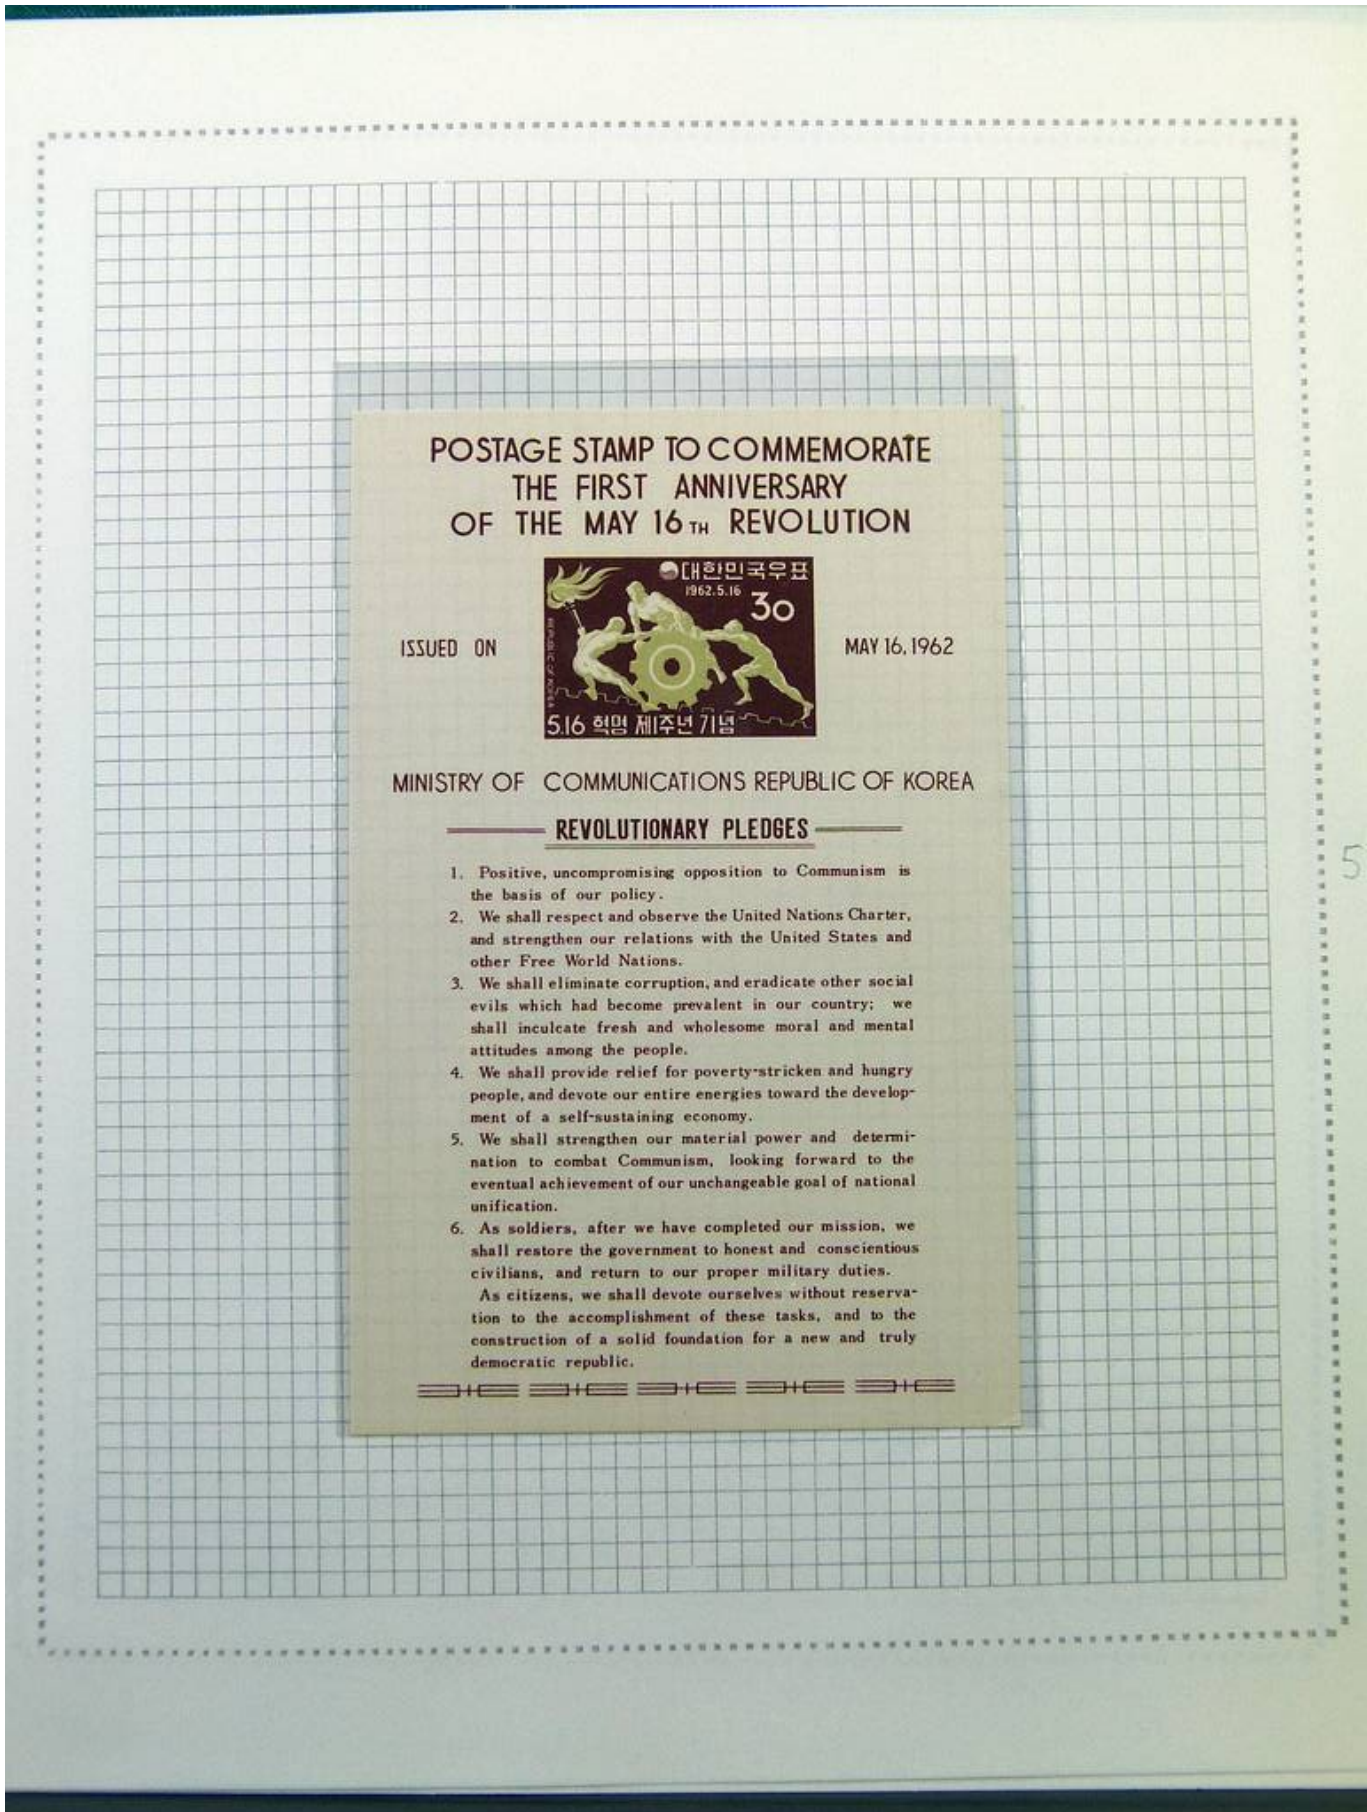 POSTAGE STAMP TO COMMEMORATE
THE FIRST ANNIVERSARY
OF THE MAY 16TH REVOLUTION
대한민국우표
1962.5.16
30
REPUBLIC OF KOREA
5.16 혁명 제1주년 기념
ISSUED ON
MAY 16, 1962
MINISTRY OF COMMUNICATIONS REPUBLIC OF KOREA
REVOLUTIONARY PLEDGES
1. Positive, uncompromising opposition to Communism is
the basis of our policy.
2. We shall respect and observe the United Nations Charter,
and strengthen our relations with the United States and
other Free World Nations.
3. We shall eliminate corruption, and eradicate other social
evils which had become prevalent in our country; we
shall inculcate fresh and wholesome moral and mental
attitudes among the people.
4. We shall provide relief for poverty-stricken and hungry
people, and devote our entire energies toward the develop-
ment of a self-sustaining economy.
5. We shall strengthen our material power and determi-
nation to combat Communism, looking forward to the
eventual achievement of our unchangeable goal of national
unification.
6. As soldiers, after we have completed our mission, we
shall restore the government to honest and conscientious
civilians, and return to our proper military duties.
As citizens, we shall devote ourselves without reserva-
tion to the accomplishment of these tasks, and to the
construction of a solid foundation for a new and truly
democratic republic.
5